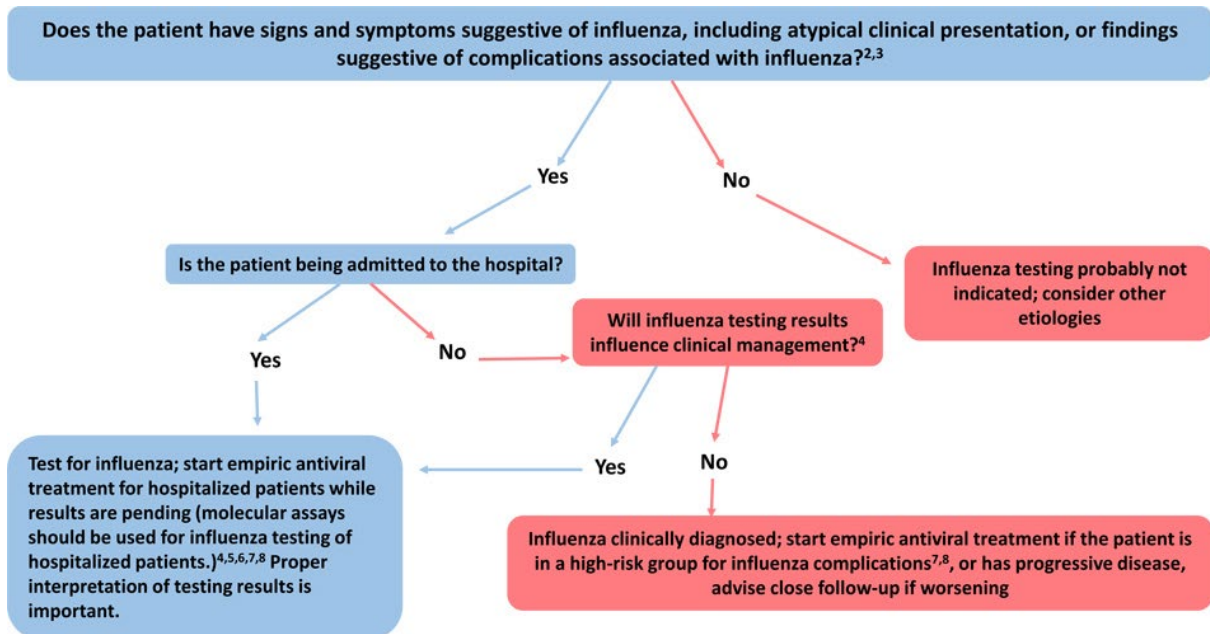 Does the patient have signs and symptoms suggestive of influenza, including atypical clinical presentation, or findings
suggestive of complications associated with influenza?2,3
Yes
No
Is the patient being admitted to the hospital?
Influenza testing probably not
indicated; consider other
etiologies
Will influenza testing results
influence clinical management?4
Yes
No
Test for influenza; start empiric antiviral
treatment for hospitalized patients while
results are pending (molecular assays
should be used for influenza testing of
hospitalized patients.)4,5,6,7,8 Proper
interpretation of testing results is
important.
Yes
No
Influenza clinically diagnosed; start empiric antiviral treatment if the patient is
in a high-risk group for influenza complications7,8, or has progressive disease,
advise close follow-up if worsening